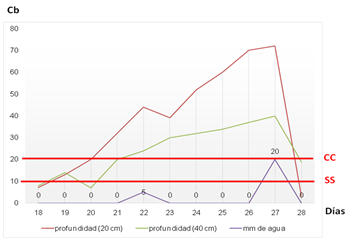 Cb
80
70
60
50
40
30
20
10
0
CC
SS
0 0 0 0 5 0 0 0 0 20 0
18 19 20 21 22 23 24 25 26 27 28
Días
profundidad (20 cm) profundidad (40 cm) mm de agua